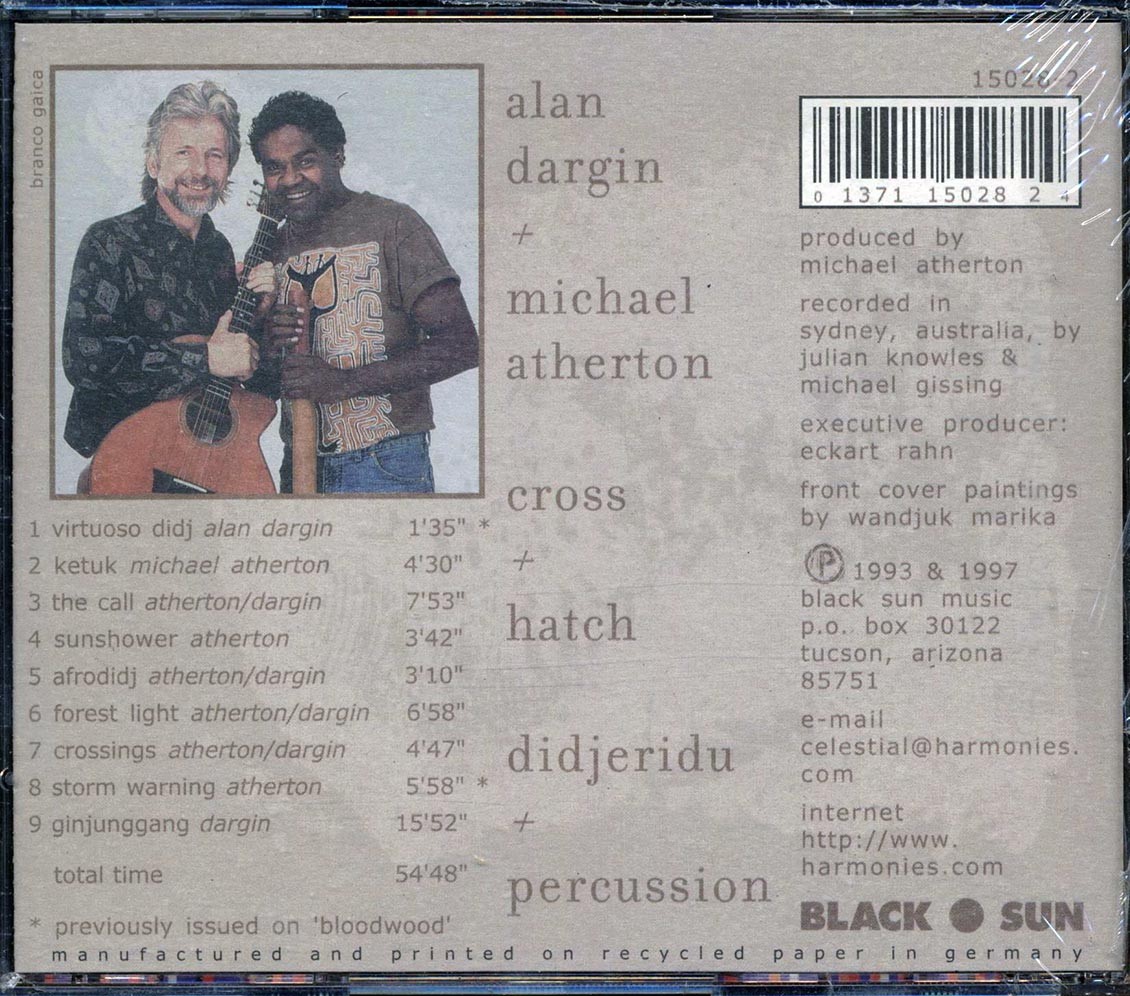 branco gaica
1 virtuoso didj alan dargin 1'35" *
2 ketuk michael atherton 4'30"
3 the call atherton/dargin 7'53"
4 sunshower atherton 3'42"
5 afrodidj atherton/dargin 3'10"
6 forest light atherton/dargin 6'58"
7 crossings atherton/dargin 4'47"
8 storm warning atherton 5'58" *
9 ginjunggang dargin 15'52"
total time 54'48"
* previously issued on 'bloodwood'
alan
dargin
+
michael
atherton
cross
+
hatch
didjeridu
+
percussion
15028-2
0 1371 15028 2 4
produced by
michael atherton
recorded in
sydney, australia, by
julian knowles &
michael gissing
executive producer:
eckart rahn
front cover paintings
by wandjuk marika
℗ 1993 & 1997
black sun music
p.o. box 30122
tucson, arizona
85751
e-mail
celestial@harmonies.
com
internet
http://www.
harmonies.com
BLACK SUN
manufactured and printed on recycled paper in germany